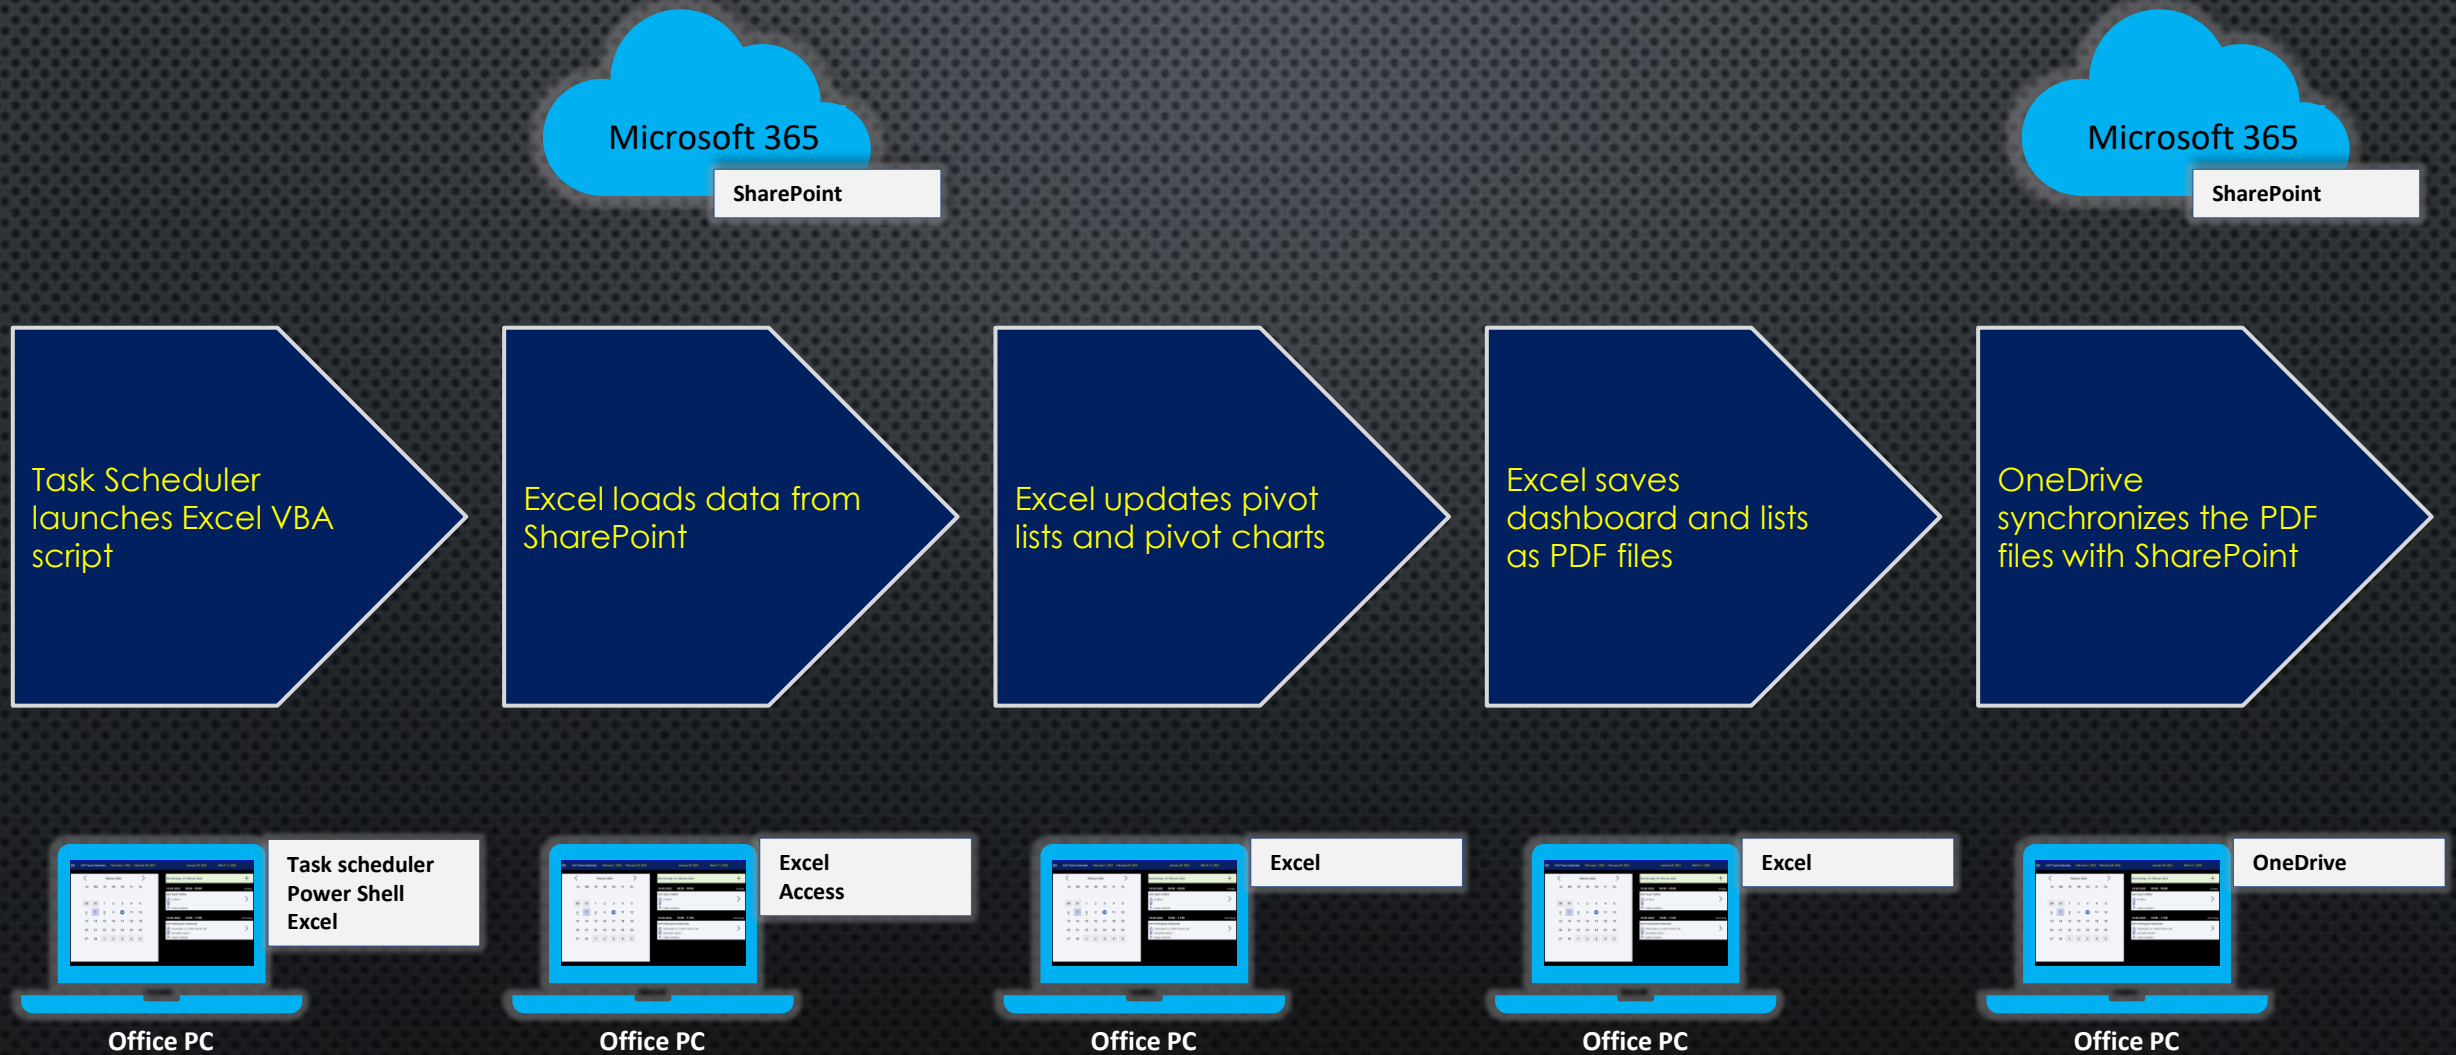 Microsoft 365
SharePoint
Microsoft 365
SharePoint
Task Scheduler
launches Excel VBA
script
Excel loads data from
SharePoint
Excel updates pivot
lists and pivot charts
Excel saves
dashboard and lists
as PDF files
OneDrive
synchronizes the PDF
files with SharePoint
Task scheduler
Power Shell
Excel
Office PC
Excel
Access
Office PC
Excel
Office PC
Excel
Office PC
OneDrive
Office PC